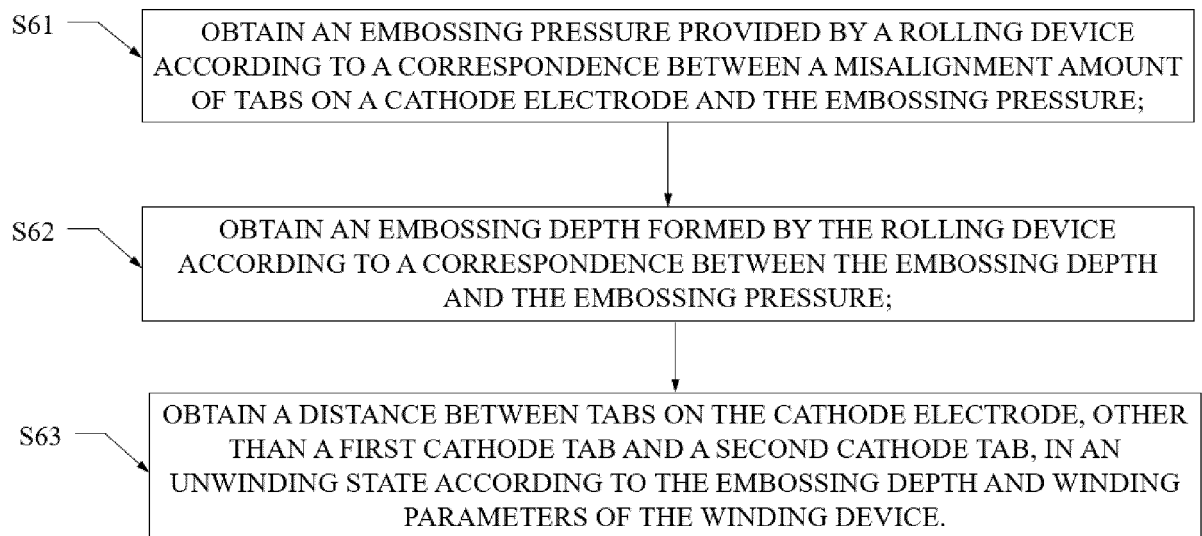 S61
OBTAIN AN EMBOSSING PRESSURE PROVIDED BY A ROLLING DEVICE
ACCORDING TO A CORRESPONDENCE BETWEEN A MISALIGNMENT AMOUNT
OF TABS ON A CATHODE ELECTRODE AND THE EMBOSSING PRESSURE;
S62
OBTAIN AN EMBOSSING DEPTH FORMED BY THE ROLLING DEVICE
ACCORDING TO A CORRESPONDENCE BETWEEN THE EMBOSSING DEPTH
AND THE EMBOSSING PRESSURE;
S63
OBTAIN A DISTANCE BETWEEN TABS ON THE CATHODE ELECTRODE, OTHER
THAN A FIRST CATHODE TAB AND A SECOND CATHODE TAB, IN AN
UNWINDING STATE ACCORDING TO THE EMBOSSING DEPTH AND WINDING
PARAMETERS OF THE WINDING DEVICE.